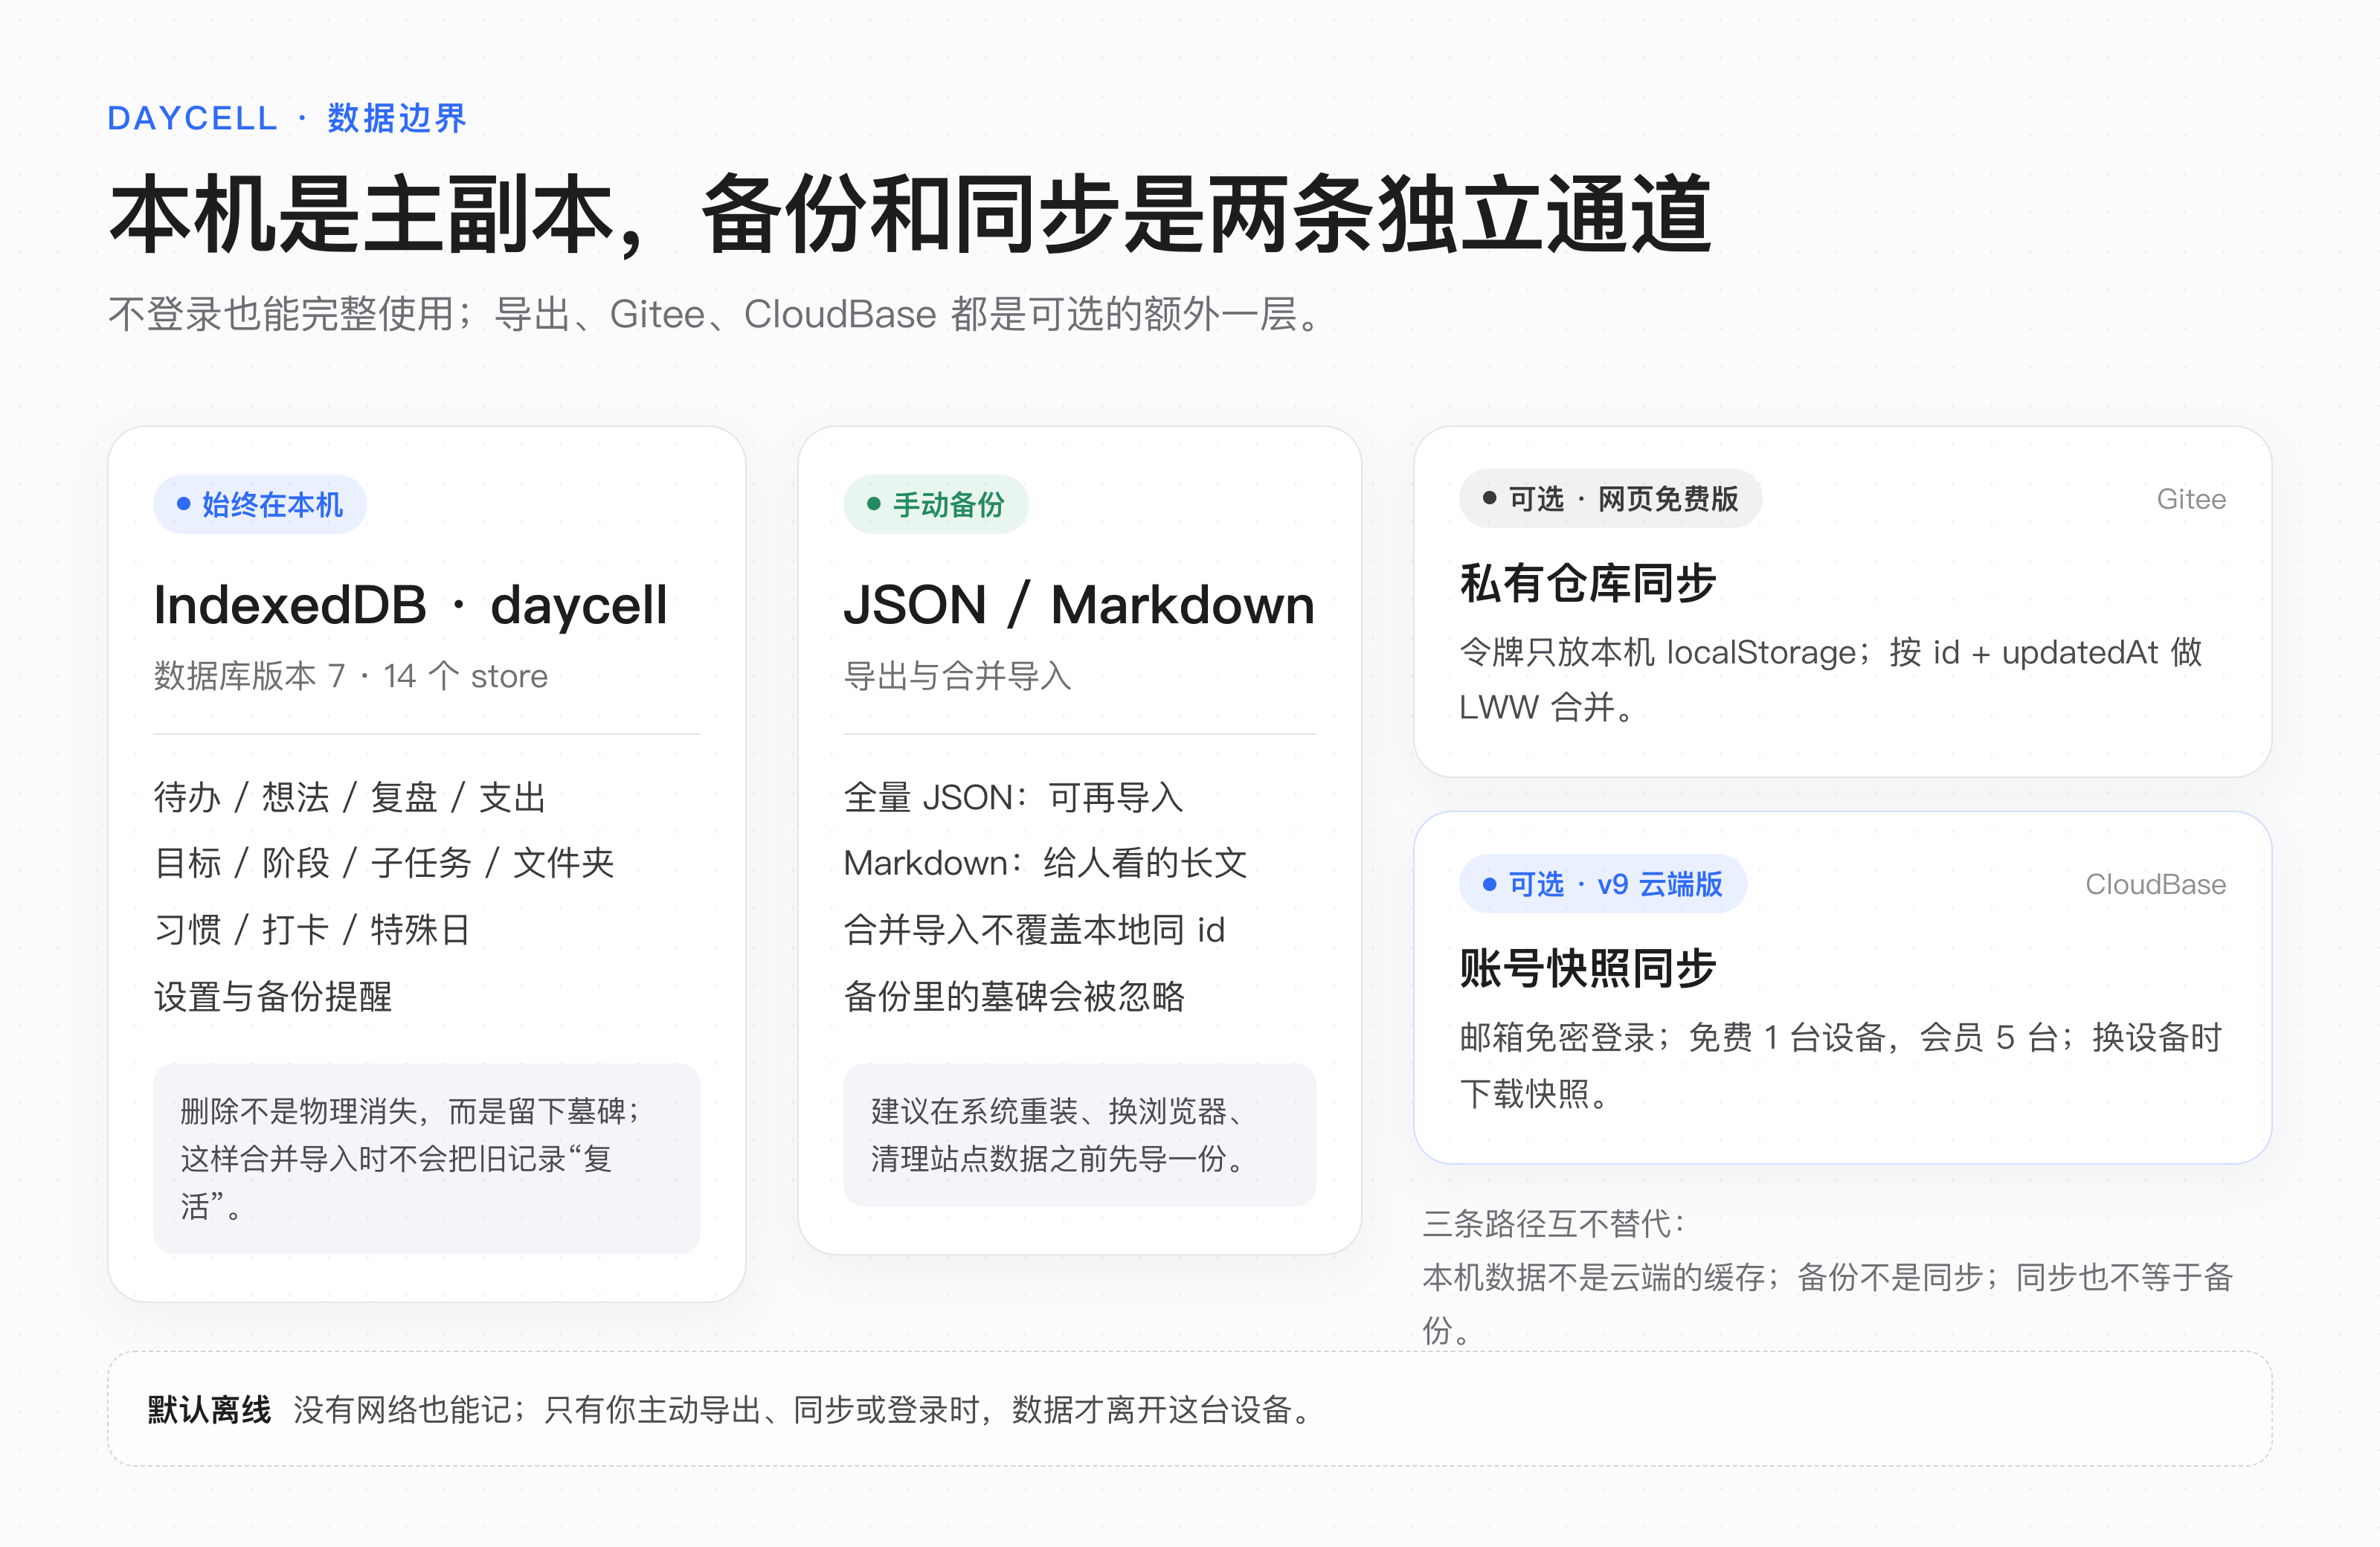 DAYCELL · 数据边界
本机是主副本，备份和同步是两条独立通道
不登录也能完整使用；导出、Gitee、CloudBase 都是可选的额外一层。
始终在本机
IndexedDB · daycell
数据库版本 7 · 14 个 store
待办 / 想法 / 复盘 / 支出
目标 / 阶段 / 子任务 / 文件夹
习惯 / 打卡 / 特殊日
设置与备份提醒
删除不是物理消失，而是留下墓碑；
这样合并导入时不会把旧记录“复
活”。
手动备份
JSON / Markdown
导出与合并导入
全量 JSON：可再导入
Markdown：给人看的长文
合并导入不覆盖本地同 id
备份里的墓碑会被忽略
建议在系统重装、换浏览器、
清理站点数据之前先导一份。
可选 · 网页免费版
Gitee
私有仓库同步
令牌只放本机 localStorage；按 id + updatedAt 做
LWW 合并。
可选 · v9 云端版
CloudBase
账号快照同步
邮箱免密登录；免费 1 台设备，会员 5 台；换设备时
下载快照。
三条路径互不替代：
本机数据不是云端的缓存；备份不是同步；同步也不等于备
份。
默认离线 没有网络也能记；只有你主动导出、同步或登录时，数据才离开这台设备。